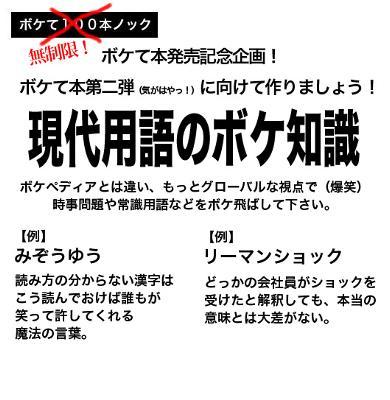 ボケて100本ノック
無制限!
ボケて本発売記念企画!
ボケて本第二弾(気がはやっ!)に向けて作りましょう!
現代用語のボケ知識
ボケペディアとは違い、もっとグローバルな視点で(爆笑)
時事問題や常識用語などをボケ飛ばして下さい。
【例】
みぞうゆう
読み方の分からない漢字は
こう読んでおけば誰もが
笑って許してくれる
魔法の言葉。
【例】
リーマンショック
どっかの会社員がショックを
受けたと解釈しても、本当の
意味とは大差がない。